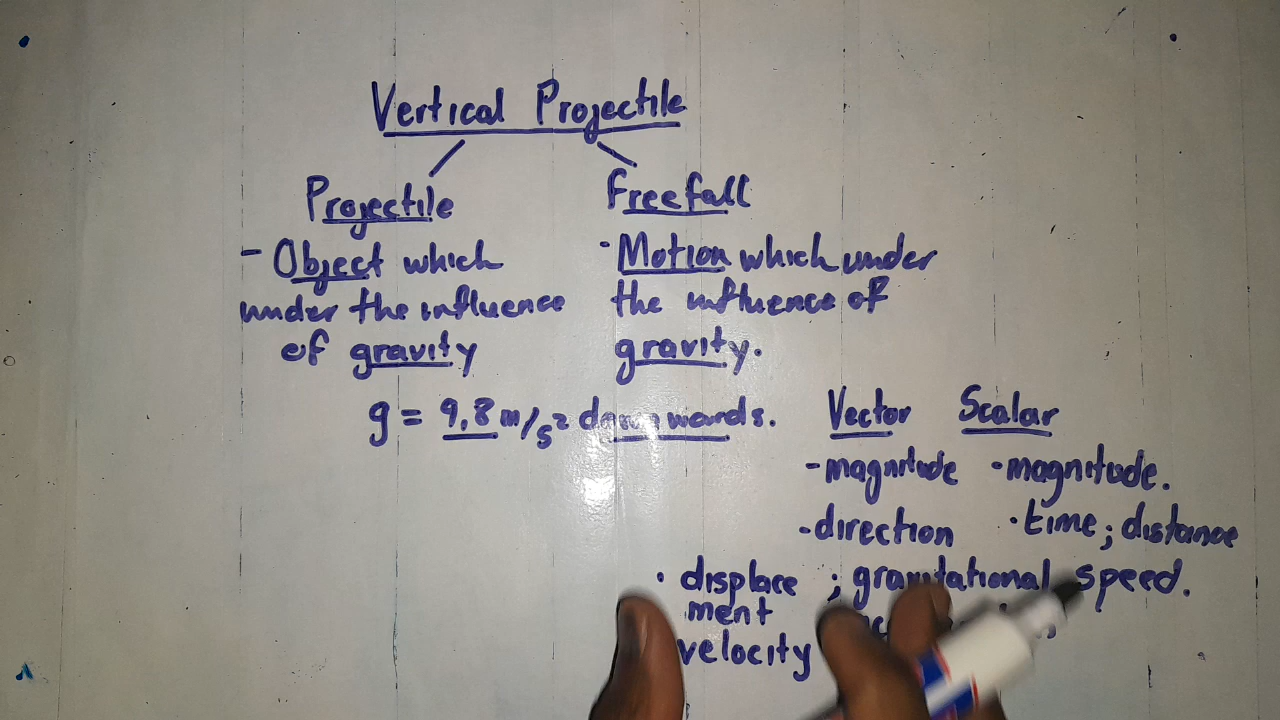 Vertical Projectile
Projectile
- Object which
under the influence
of gravity
Freefall
· Motion which under
the influence of
gravity.
g = 9,8 m/s² downwards.
Vector
- magnitude
- direction
· displace
ment
velocity
; gravitational
Scalar
· magnitude.
· time; distance
speed.